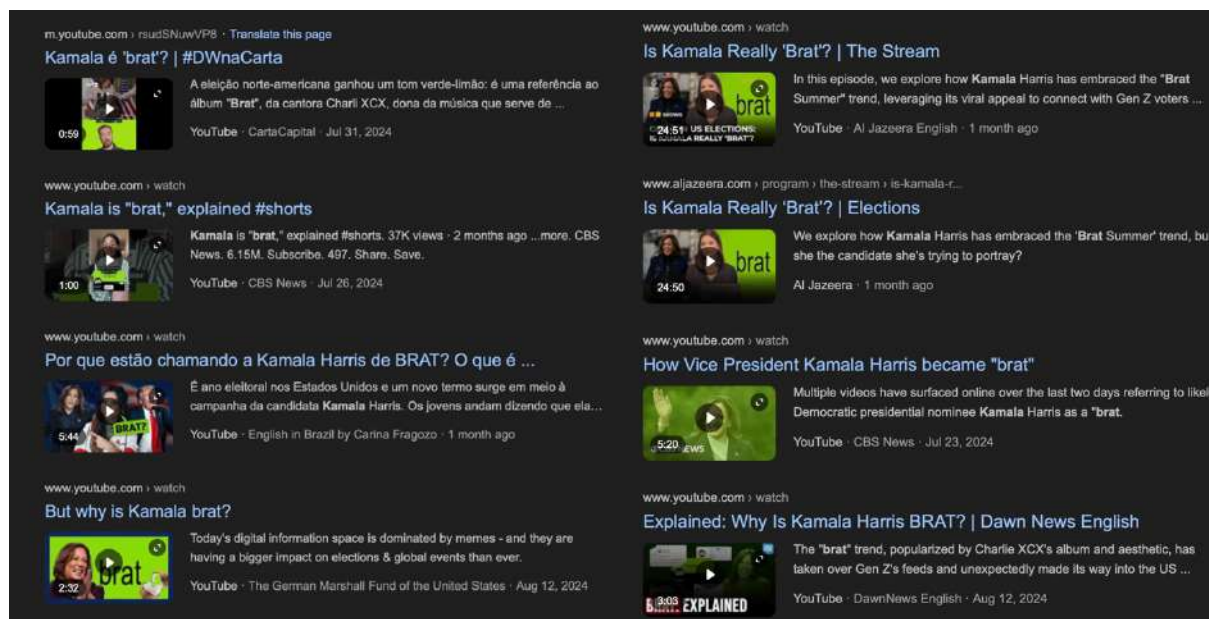 m.youtube.com › rsudSNuwVP8 · Translate this page
Kamala é 'brat'? | #DWnaCarta
A eleição norte-americana ganhou um tom verde-limão: é uma referência ao
álbum "Brat", da cantora Charli XCX, dona da música que serve de ...
0:59
YouTube · CartaCapital · Jul 31, 2024
www.youtube.com › watch
Kamala is "brat," explained #shorts
Kamala is "brat," explained #shorts. 37K views · 2 months ago ...more. CBS
News. 6.15M. Subscribe. 497. Share. Save.
1:00
YouTube · CBS News · Jul 26, 2024
www.youtube.com › watch
Por que estão chamando a Kamala Harris de BRAT? O que é ...
É ano eleitoral nos Estados Unidos e um novo termo surge em meio à
campanha da candidata Kamala Harris. Os jovens andam dizendo que ela...
BRAT?
5:44
YouTube · English in Brazil by Carina Fragozo · 1 month ago
www.youtube.com › watch
But why is Kamala brat?
Today's digital information space is dominated by memes - and they are
having a bigger impact on elections & global events than ever.
brat
2:32
YouTube · The German Marshall Fund of the United States · Aug 12, 2024
www.youtube.com › watch
Is Kamala Really 'Brat'? | The Stream
In this episode, we explore how Kamala Harris has embraced the "Brat
Summer" trend, leveraging its viral appeal to connect with Gen Z voters ...
brat
24:51 US ELECTIONS:
IS KAMALA REALLY 'BRAT'?
YouTube · Al Jazeera English · 1 month ago
www.aljazeera.com › program › the-stream › is-kamala-r...
Is Kamala Really 'Brat'? | Elections
We explore how Kamala Harris has embraced the 'Brat Summer' trend, bu
she the candidate she's trying to portray?
brat
24:50
Al Jazeera · 1 month ago
www.youtube.com › watch
How Vice President Kamala Harris became "brat"
Multiple videos have surfaced online over the last two days referring to likel
Democratic presidential nominee Kamala Harris as a "brat.
5:20 EWS
YouTube · CBS News · Jul 23, 2024
www.youtube.com › watch
Explained: Why Is Kamala Harris BRAT? | Dawn News English
The "brat" trend, popularized by Charlie XCX's album and aesthetic, has
taken over Gen Z's feeds and unexpectedly made its way into the US ...
3:03 EXPLAINED
YouTube · DawnNews English · Aug 12, 2024